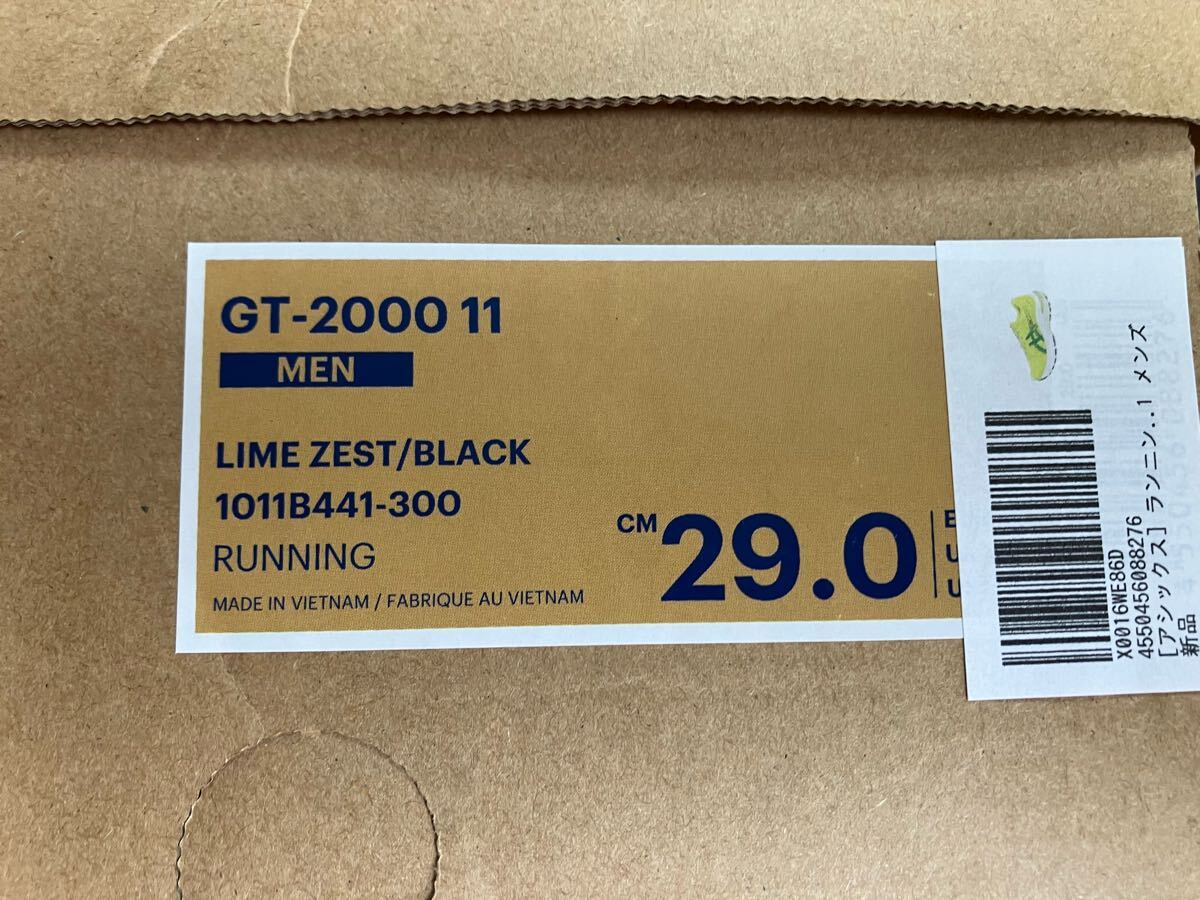 GT-2000 11
MEN
LIME ZEST/BLACK
1011B441-300
RUNNING
MADE IN VIETNAM / FABRIQUE AU VIETNAM
CM 29.0
X0016WE86D
4550456088276
[アシックス] ランニン..1 メンズ
新品